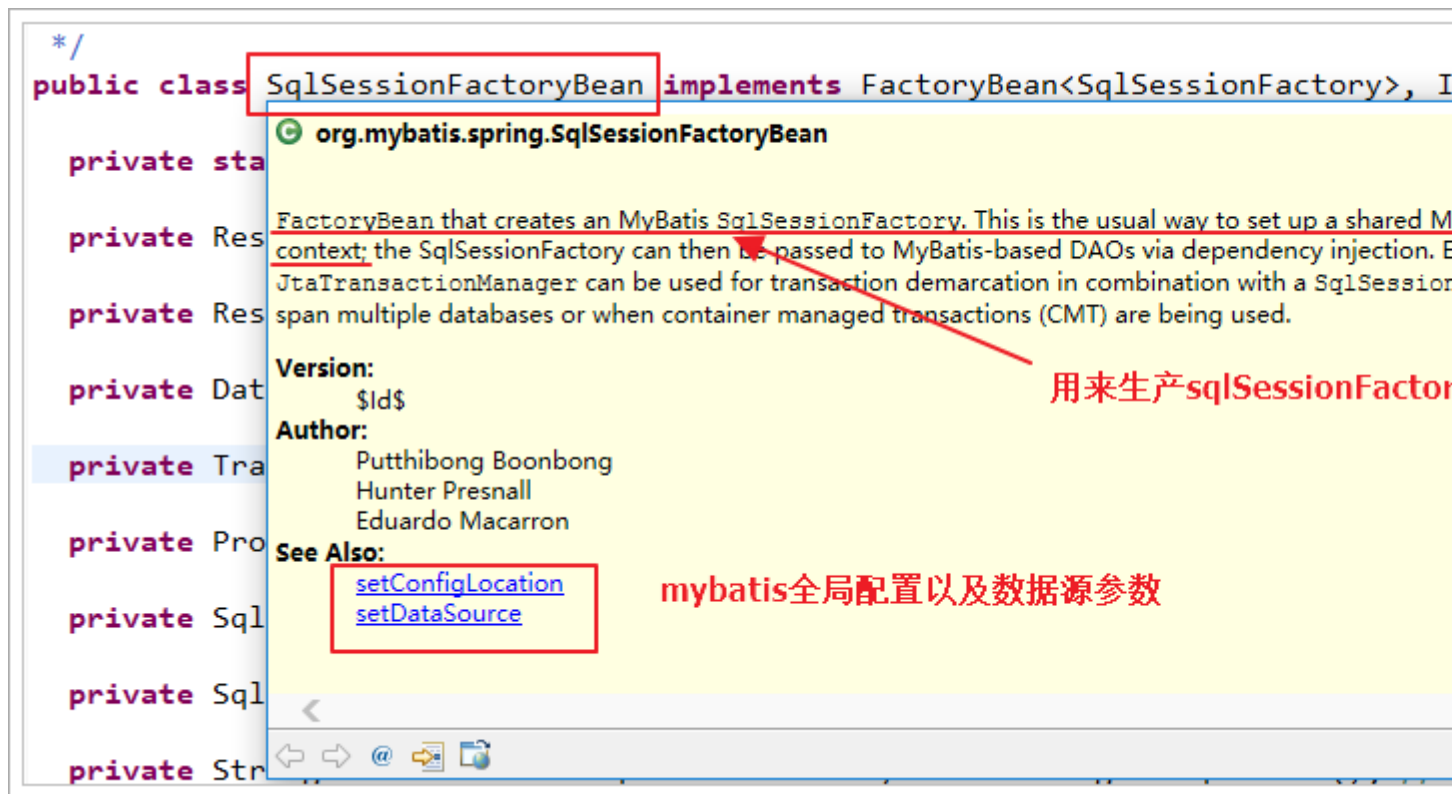 */
public class SqlSessionFactoryBean implements FactoryBean<SqlSessionFactory>, I
org.mybatis.spring.SqlSessionFactoryBean
private sta
FactoryBean that creates an MyBatis SqlSessionFactory. This is the usual way to set up a shared M
private Res
context; the SqlSessionFactory can then be passed to MyBatis-based DAOs via dependency injection. E
JtaTransactionManager can be used for transaction demarcation in combination with a SqlSession
private Res
span multiple databases or when container managed transactions (CMT) are being used.
Version:
private Dat
$Id$
用来生产sqlSessionFactor
Author:
private Tra
Putthibong Boonbong
Hunter Presnall
Eduardo Macarron
private Pro
See Also:
setConfigLocation
mybatis全局配置以及数据源参数
private Sql
setDataSource
private Sql
private Str